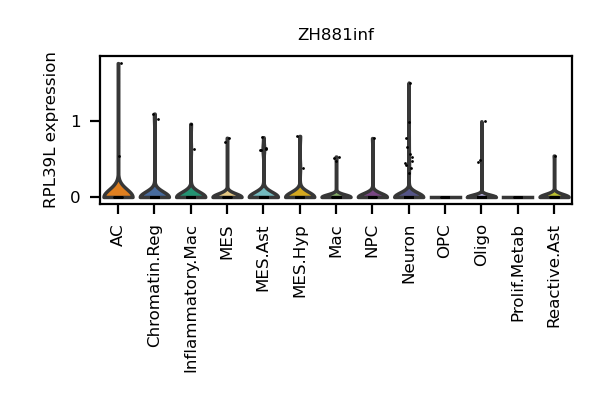 ZH881inf
RPL39L expression
1
0
AC
Chromatin.Reg
Inflammatory.Mac
MES
MES.Ast
MES.Hyp
Mac
NPC
Neuron
OPC
Oligo
Prolif.Metab
Reactive.Ast